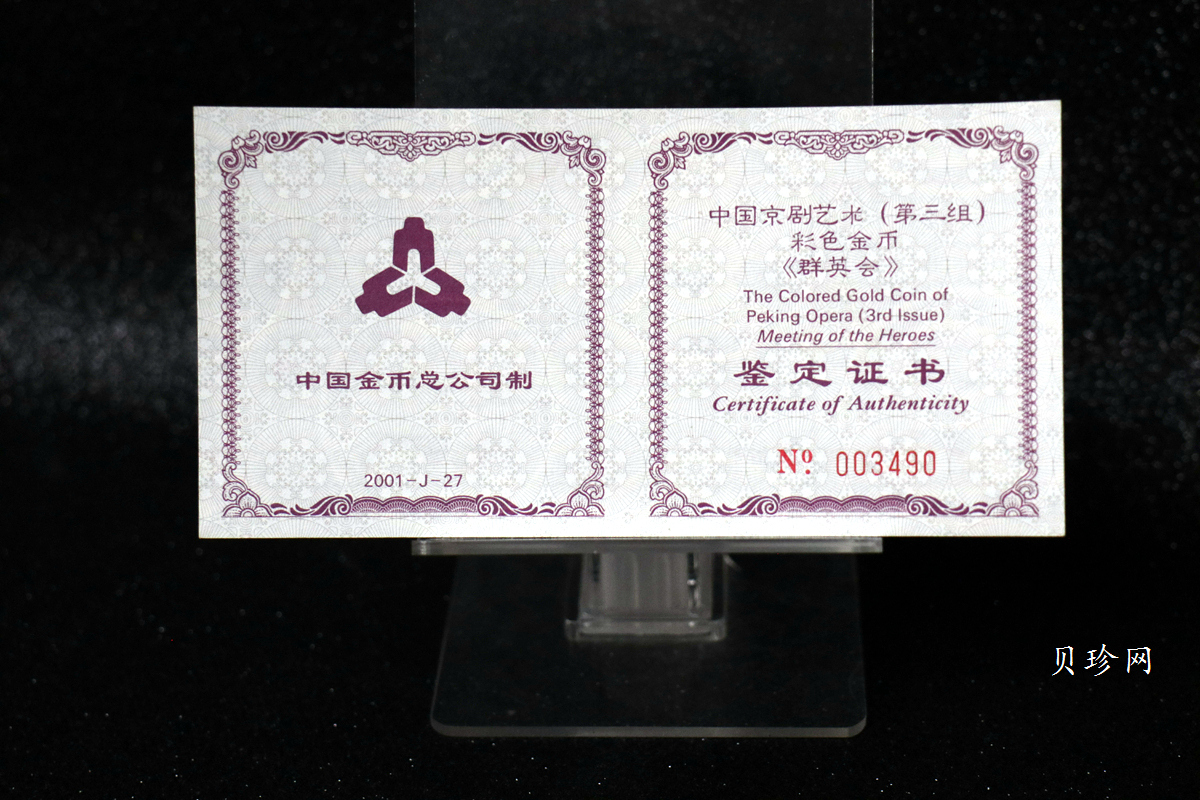 中国金币总公司制
2001-J-27
中国京剧艺术（第三组）
彩色金币
《群英会》
The Colored Gold Coin of
Peking Opera (3rd Issue)
Meeting of the Heroes
鉴定证书
Certificate of Authenticity
Nº. 003490
贝珍网